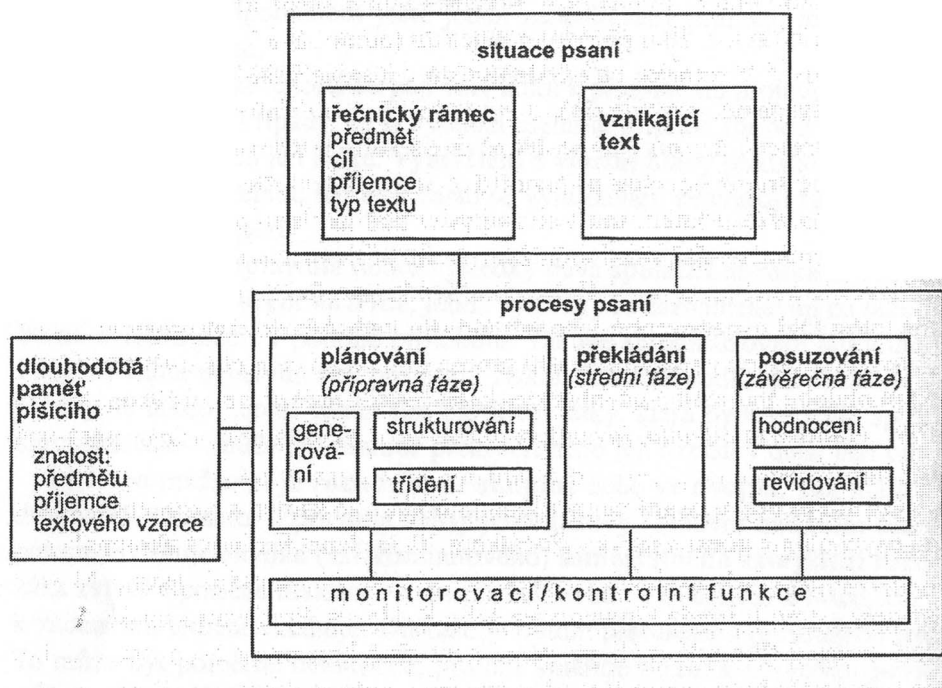 situace psaní
řečnický rámec
předmět
cíl
příjemce
typ textu
vznikající
text
procesy psaní
dlouhodobá
paměť
píšícího
znalost:
předmětu
příjemce
textového vzorce
plánování
(přípravná fáze)
gene-
rová-
ní
strukturování
třídění
překládání
(střední fáze)
posuzování
(závěrečná fáze)
hodnocení
revidování
monitorovací/kontrolní funkce